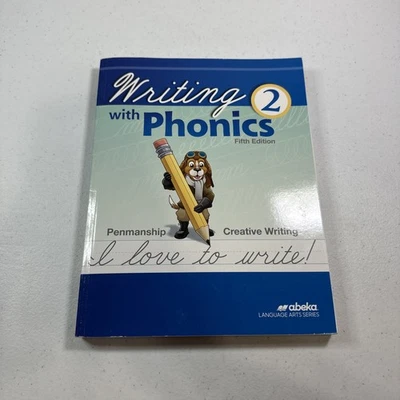 Writing 2
with Phonics
Fifth Edition
Penmanship Creative Writing
I love to write!
abeka
LANGUAGE ARTS SERIES